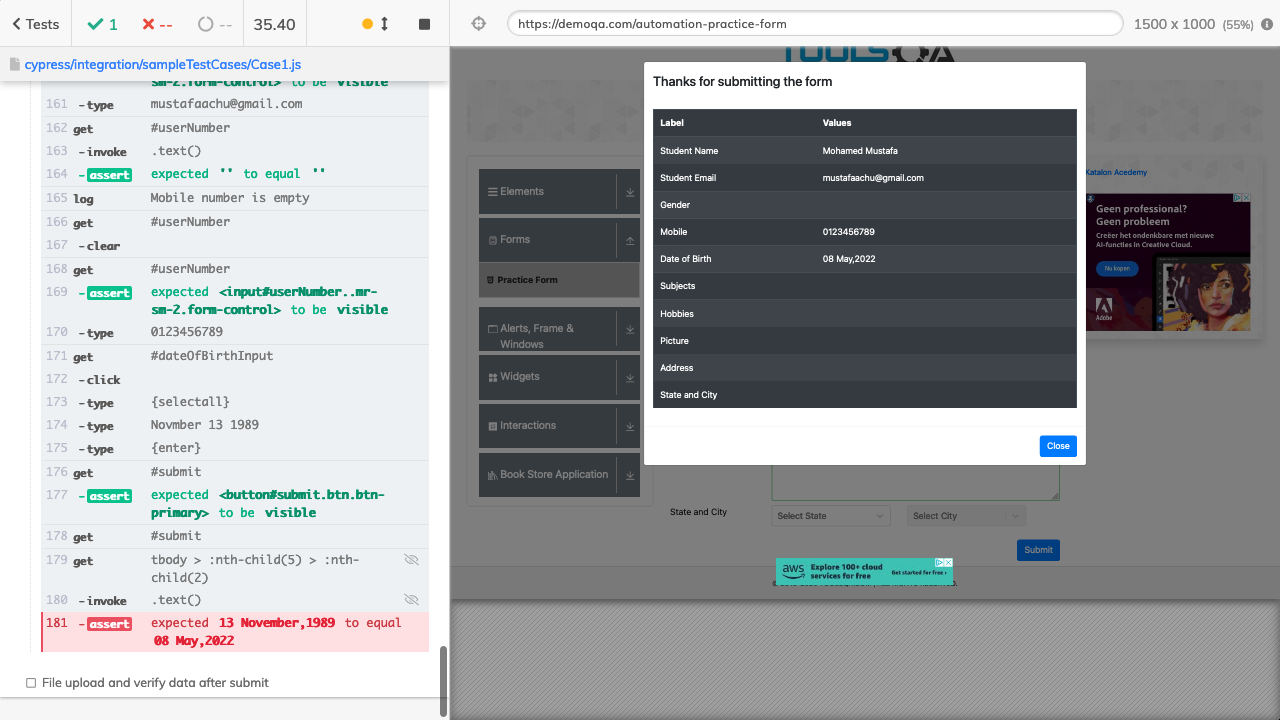 Tests
1
--
--
35.40
https://demoqa.com/automation-practice-form
1500 x 1000 (55%)
cypress/integration/sampleTestCases/Case1.js
sm-2.form-control> to be visible
161 -type mustafaachu@gmail.com
162 get #userNumber
163 -invoke .text()
164 -assert expected '' to equal ''
165 log Mobile number is empty
166 get #userNumber
167 -clear
168 get #userNumber
169 -assert expected <input#userNumber..mr-
sm-2.form-control> to be visible
170 -type 0123456789
171 get #dateOfBirthInput
172 -click
173 -type {selectall}
174 -type Novmber 13 1989
175 -type {enter}
176 get #submit
177 -assert expected <button#submit.btn.btn-
primary> to be visible
178 get #submit
179 get tbody > :nth-child(5) > :nth-
child(2)
180 -invoke .text()
181 -assert expected 13 November,1989 to equal
08 May,2022
File upload and verify data after submit
TOOLSQA
Elements
Forms
Practice Form
Alerts, Frame &
Windows
Widgets
Interactions
Book Store Application
Thanks for submitting the form
Label Values
Student Name Mohamed Mustafa
Student Email mustafaachu@gmail.com
Gender
Mobile 0123456789
Date of Birth 08 May,2022
Subjects
Hobbies
Picture
Address
State and City
Close
State and City Select State Select City
Submit
Katalon Acedemy
Geen professional?
Geen probleem
Creëer het ondenkbare met nieuwe
AI-functies in Creative Cloud.
Nu kopen
Adobe
aws Explore 100+ cloud
services for free
Get started for free ›